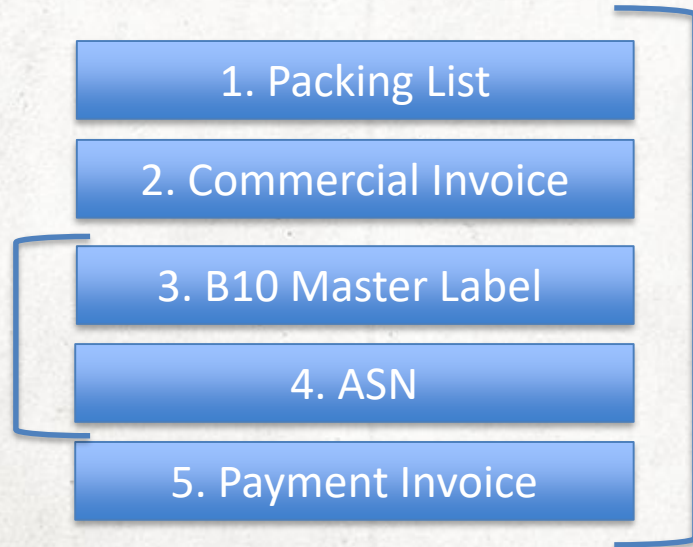 1. Packing List
2. Commercial Invoice
3. B10 Master Label
4. ASN
5. Payment Invoice